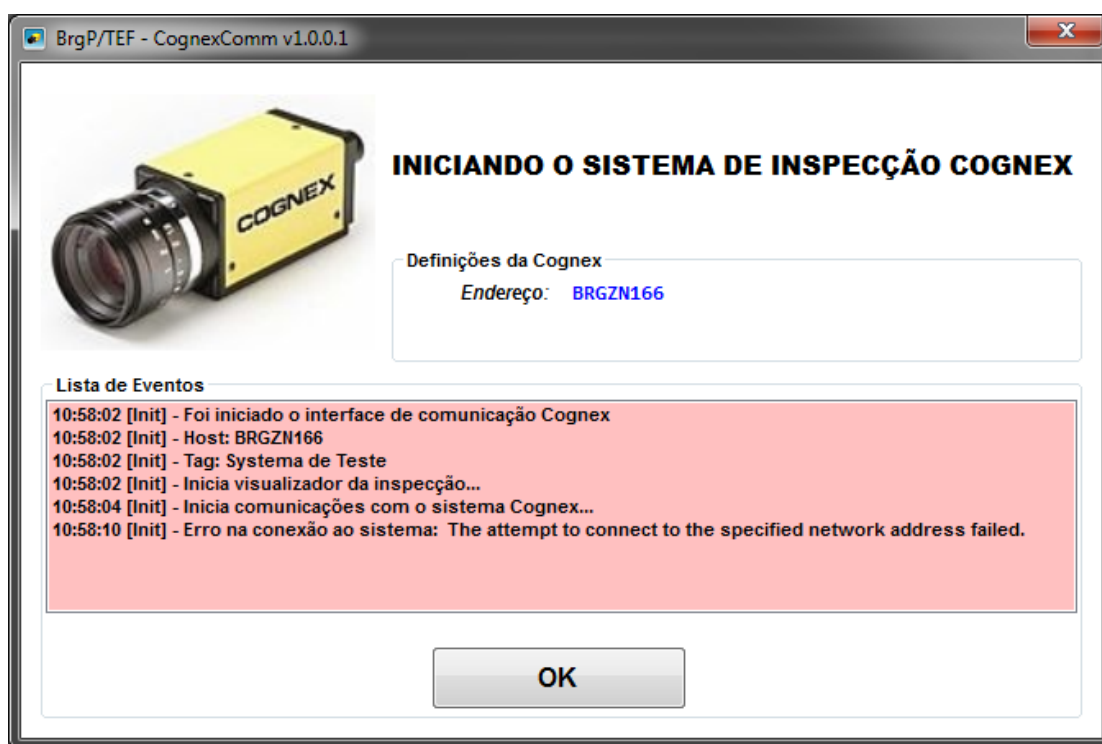 BrgP/TEF - CognexComm v1.0.0.1
COGNEX
INICIANDO O SISTEMA DE INSPECÇÃO COGNEX
Definições da Cognex
Endereço: BRGZN166
Lista de Eventos
10:58:02 [Init] - Foi iniciado o interface de comunicação Cognex
10:58:02 [Init] - Host: BRGZN166
10:58:02 [Init] - Tag: Systema de Teste
10:58:02 [Init] - Inicia visualizador da inspecção...
10:58:04 [Init] - Inicia comunicações com o sistema Cognex...
10:58:10 [Init] - Erro na conexão ao sistema:  The attempt to connect to the specified network address failed.
OK